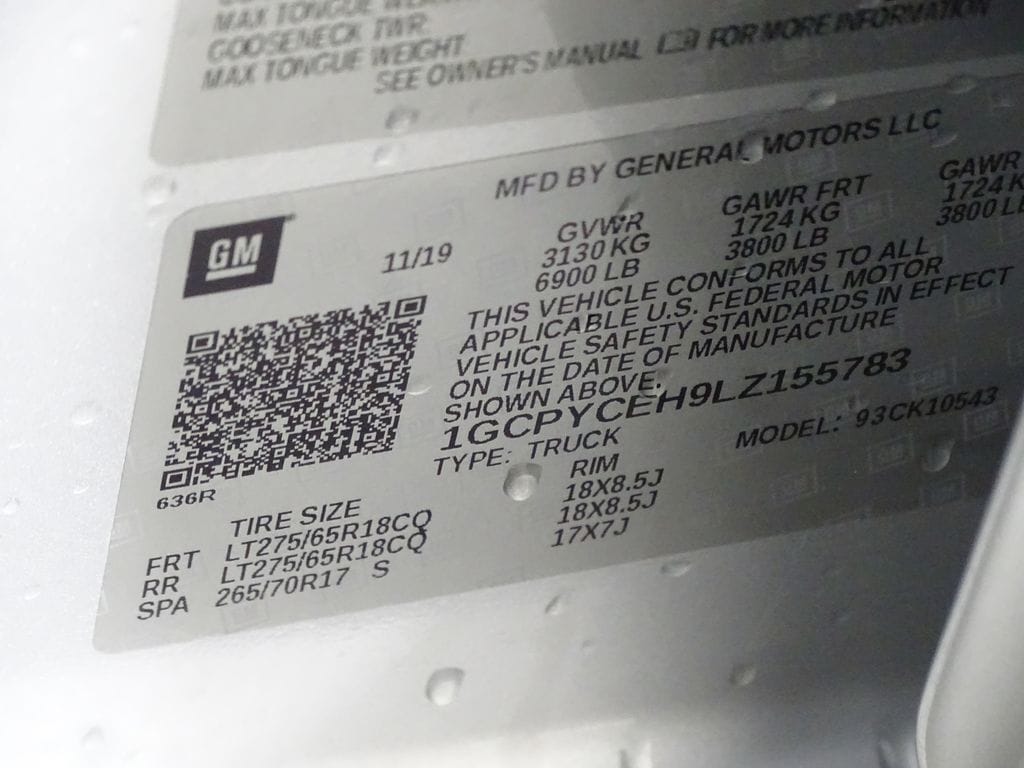 MAX TONGUE WEIGHT
GOOSENECK TWR
MAX TONGUE WEIGHT
SEE OWNER'S MANUAL FOR MORE INFORMATION
MFD BY GENERAL MOTORS LLC
GM
11/19
GVWR
3130 KG
6900 LB
GAWR FRT
1724 KG
3800 LB
GAWR
1724 K
3800 LB
THIS VEHICLE CONFORMS TO ALL
APPLICABLE U.S. FEDERAL MOTOR
VEHICLE SAFETY STANDARDS IN EFFECT
ON THE DATE OF MANUFACTURE
SHOWN ABOVE.
1GCPYCEH9LZ155783
TYPE: TRUCK
MODEL: 93CK10543
636R
TIRE SIZE
RIM
FRT LT275/65R18CQ 18X8.5J
RR LT275/65R18CQ 18X8.5J
SPA 265/70R17 S 17X7J